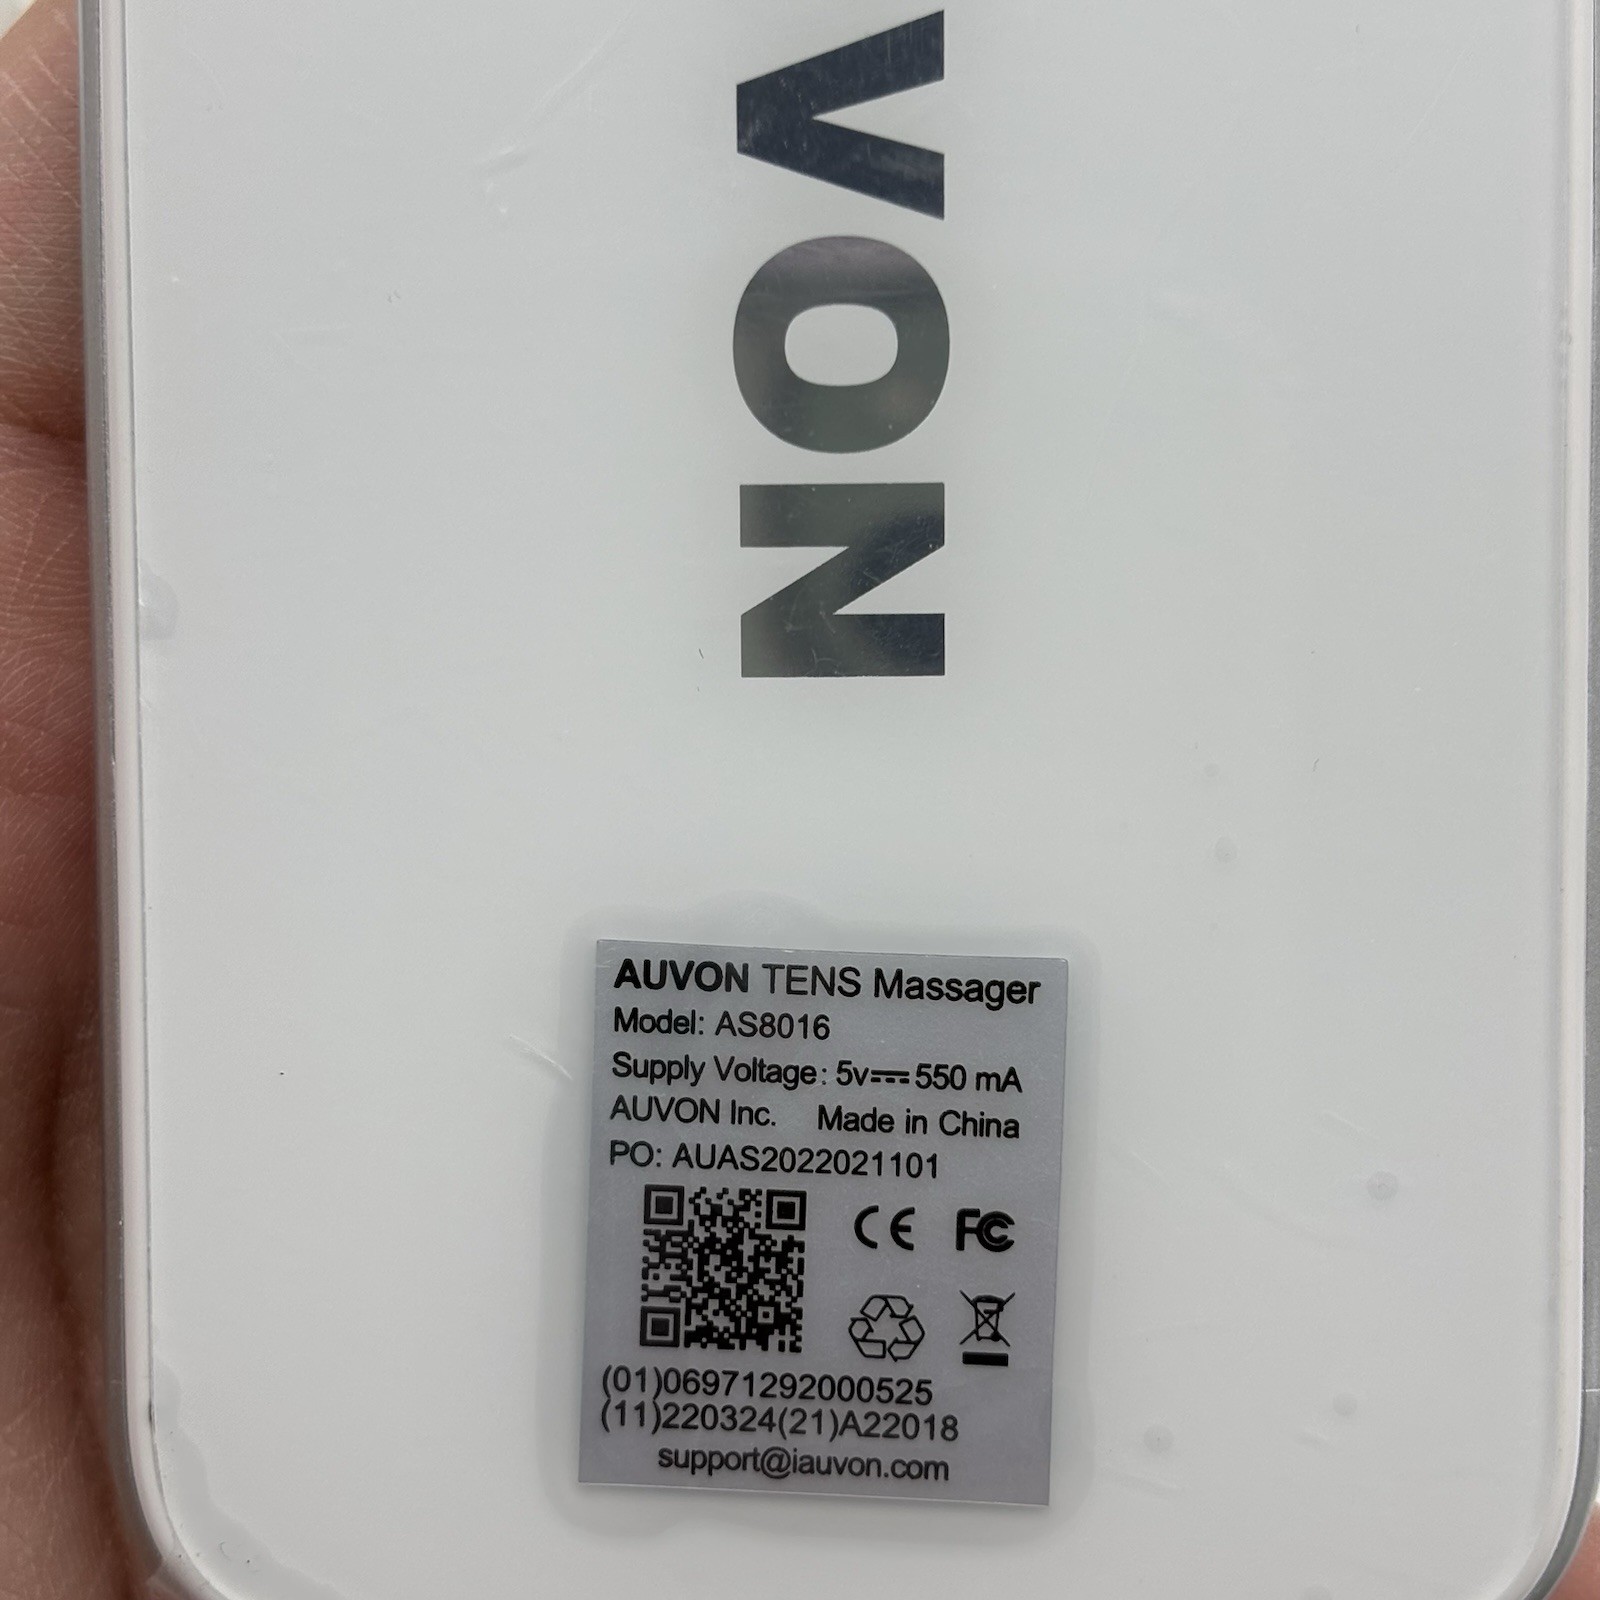 VON
AUVON TENS Massager
Model: AS8016
Supply Voltage: 5v⎓550 mA
AUVON Inc. Made in China
PO: AUAS2022021101
CE FC
(01)06971292000525
(11)220324(21)A22018
support@iauvon.com